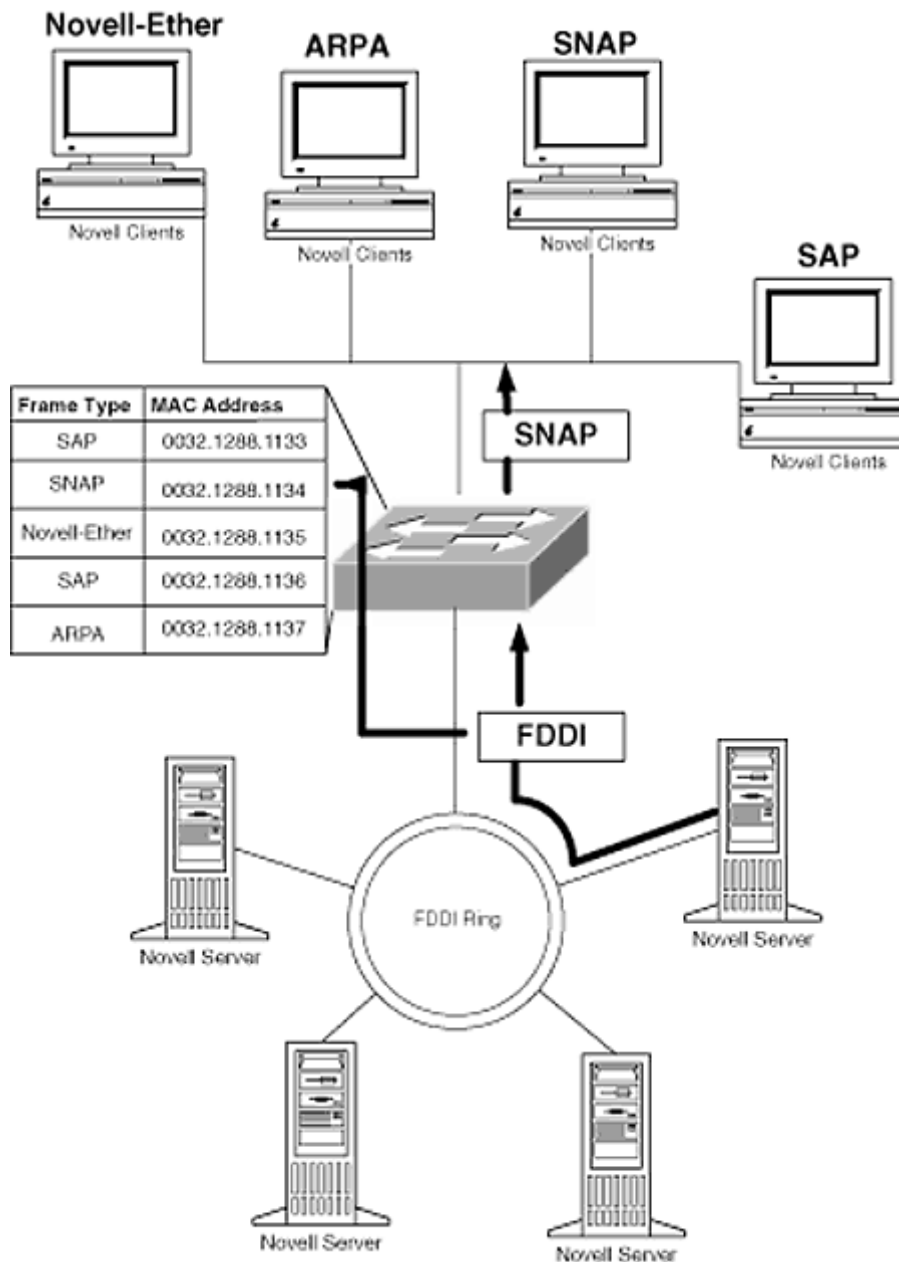 Novell-Ether
ARPA
SNAP
Novell Clients
Novell Clients
Novell Clients
SAP
Novell Clients
Frame Type MAC Address
SAP 0032.1288.1133
SNAP 0032.1288.1134
Novell-Ether 0032.1288.1135
SAP 0032.1288.1136
ARPA 0032.1288.1137
SNAP
FDDI
FDDI Ring
Novell Server
Novell Server
Novell Server
Novell Server